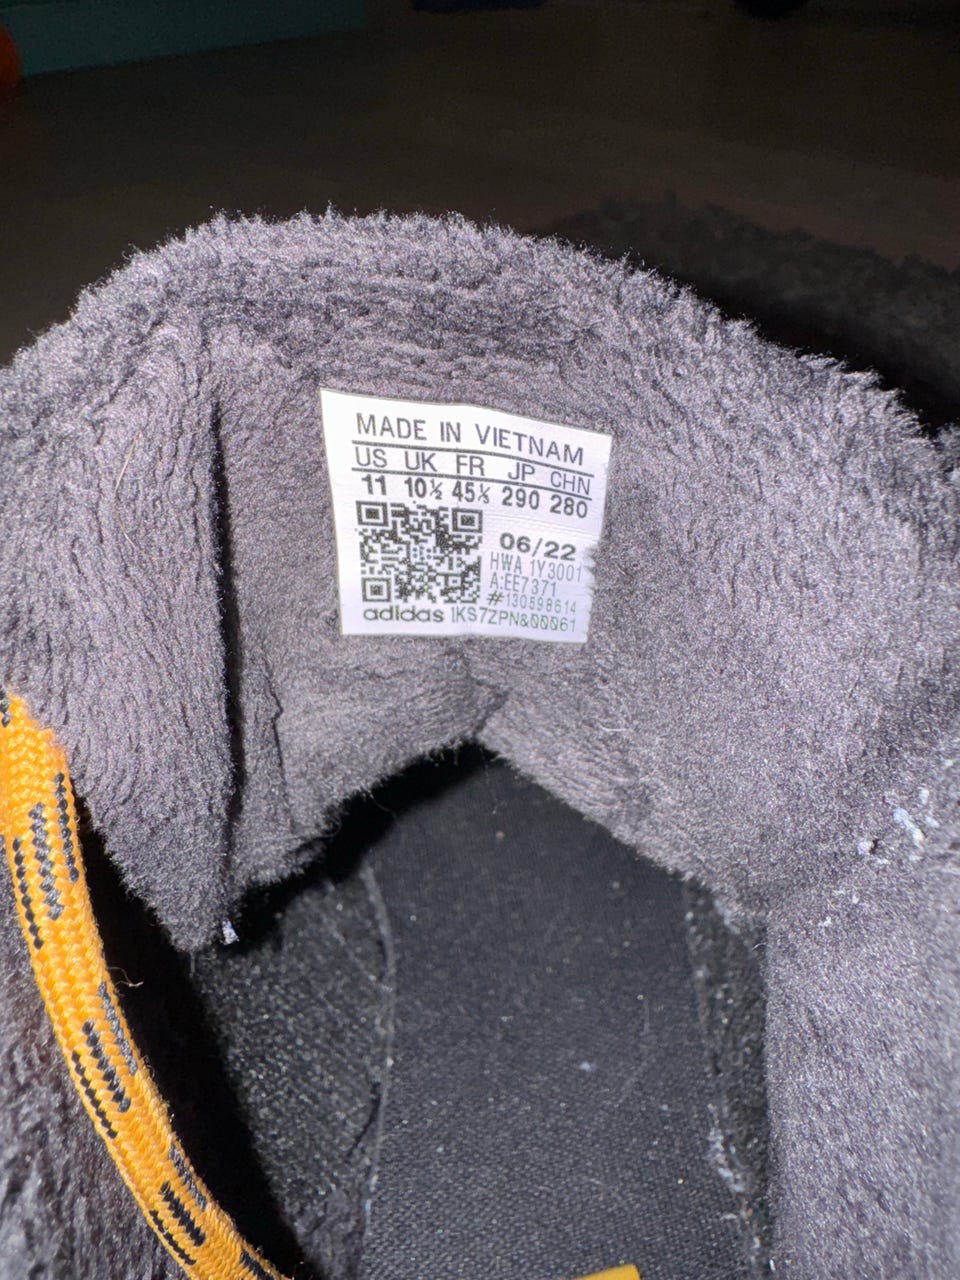 MADE IN VIETNAM
US UK FR JP CHN
11 10½ 45⅓ 290 280
06/22
HWA 1Y3001
A:EE7371
#130598614
adidas 1KS7ZPN&00061